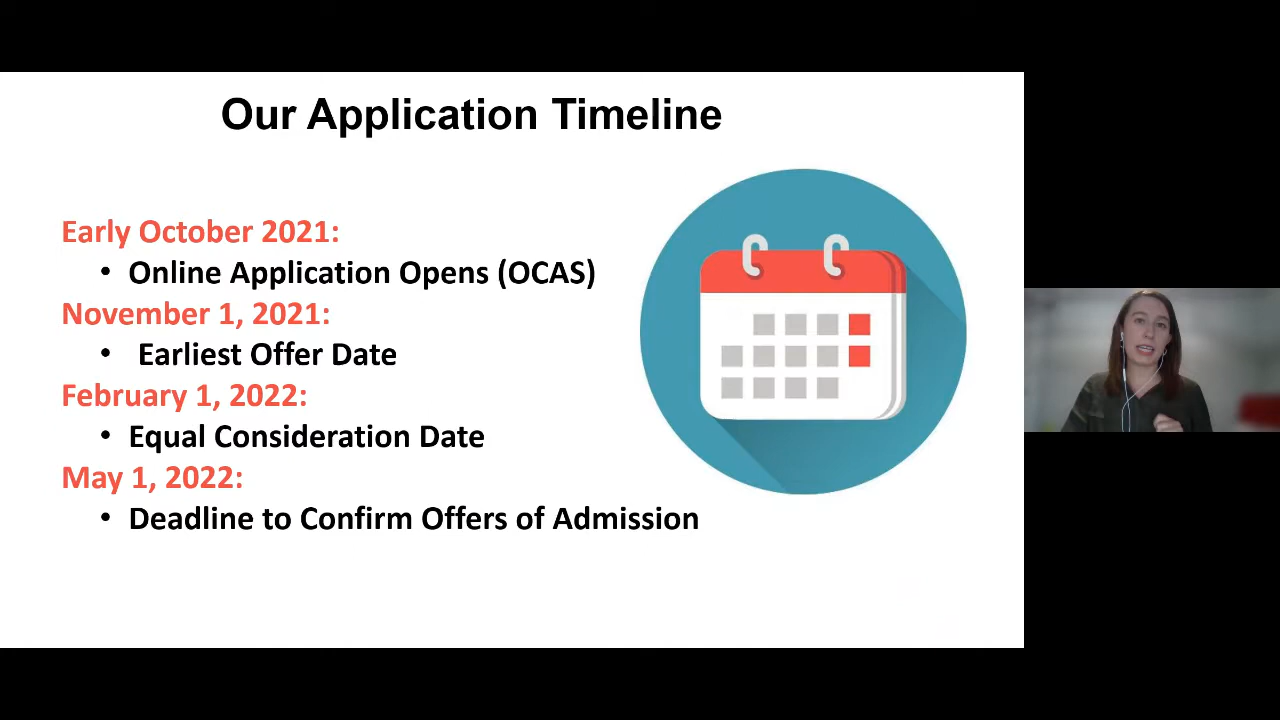 Our Application Timeline
Early October 2021:
• Online Application Opens (OCAS)
November 1, 2021:
• Earliest Offer Date
February 1, 2022:
• Equal Consideration Date
May 1, 2022:
• Deadline to Confirm Offers of Admission